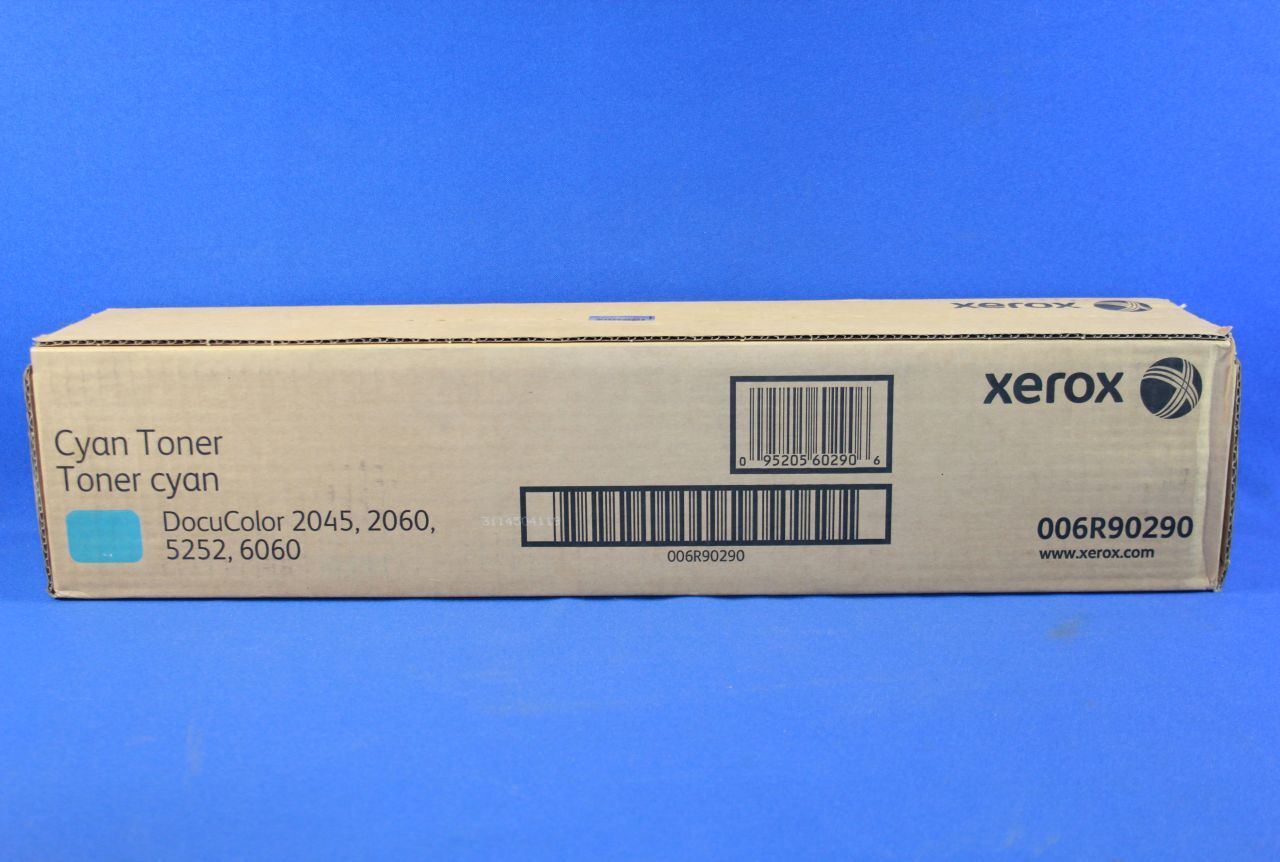 xerox
xerox
Cyan Toner
Toner cyan
DocuColor 2045, 2060,
5252, 6060
0 95205 60290 6
3114504119
006R90290
006R90290
www.xerox.com